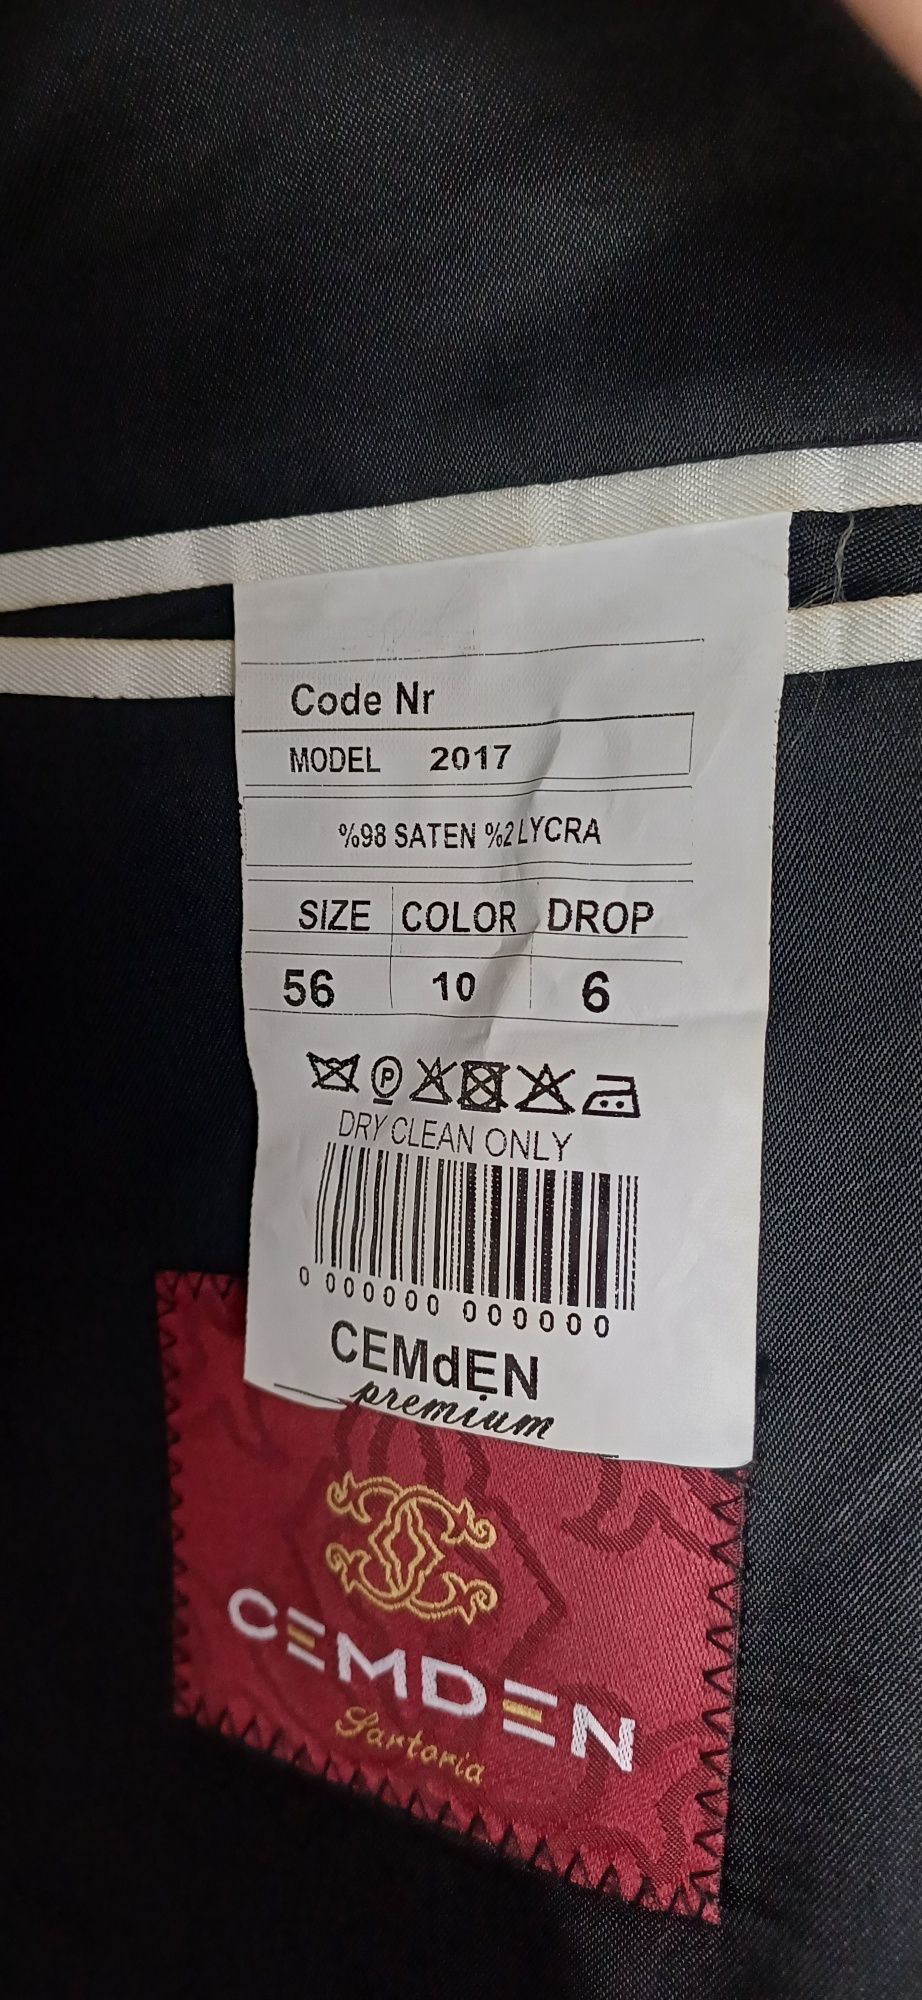 Code Nr
MODEL 2017
%98 SATEN %2 LYCRA
SIZE COLOR DROP
56 10 6
P
DRY CLEAN ONLY
0 000000 000000
CEMdEN
premium
CEMDEN
Sartoria